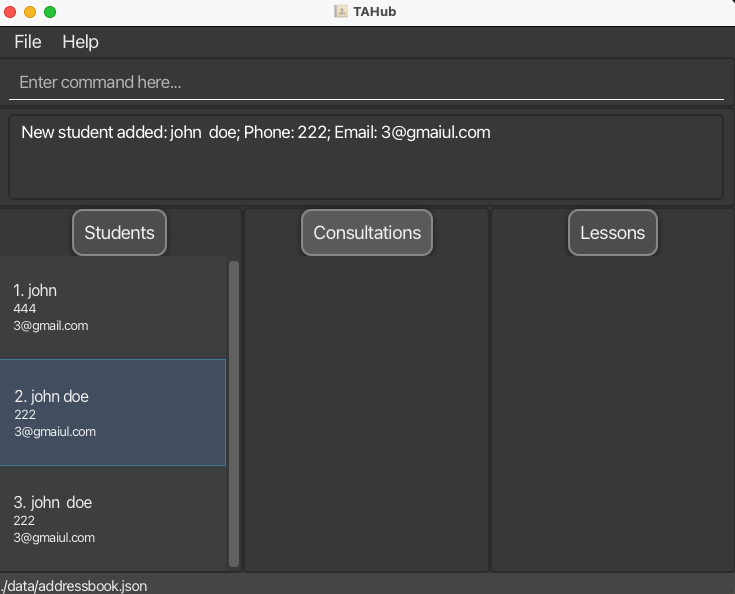 TAHub
File Help
Enter command here...
New student added: john  doe; Phone: 222; Email: 3@gmaiul.com
Students Consultations Lessons
1. john
444
3@gmail.com
2. john doe
222
3@gmaiul.com
3. john  doe
222
3@gmaiul.com
./data/addressbook.json